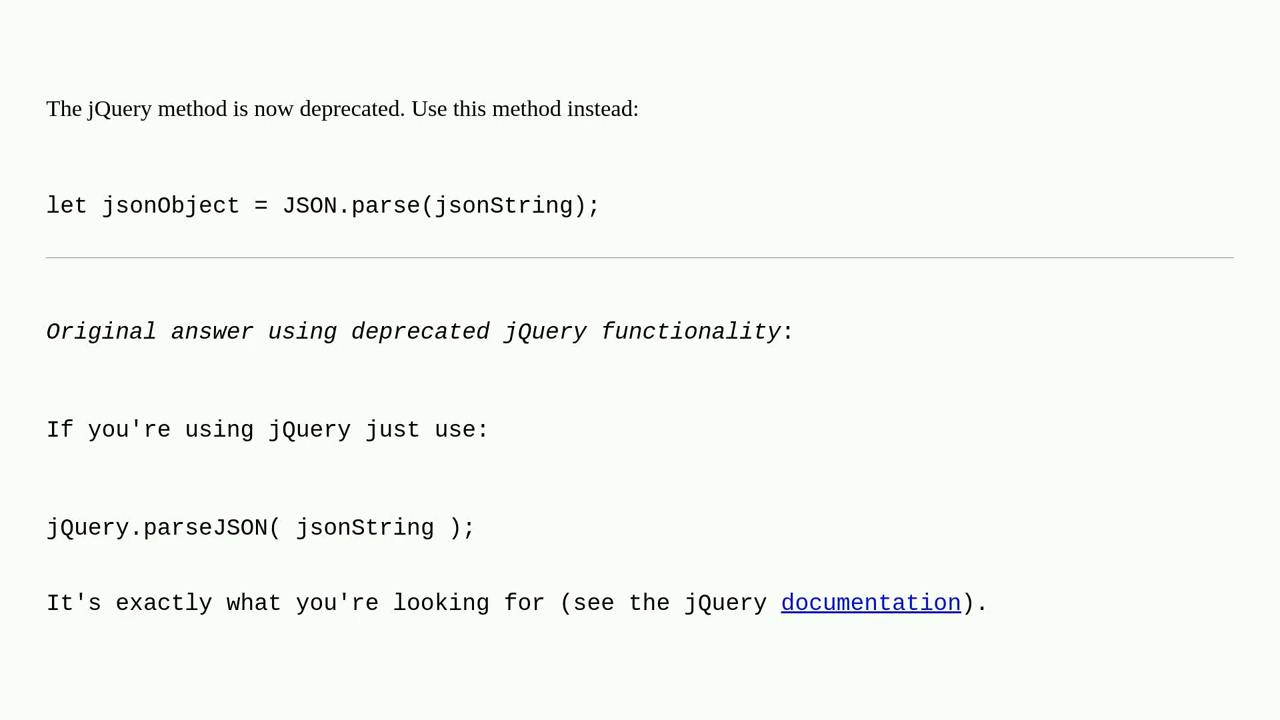 The jQuery method is now deprecated. Use this method instead:
let jsonObject = JSON.parse(jsonString);
Original answer using deprecated jQuery functionality:
If you're using jQuery just use:
jQuery.parseJSON( jsonString );
It's exactly what you're looking for (see the jQuery documentation).